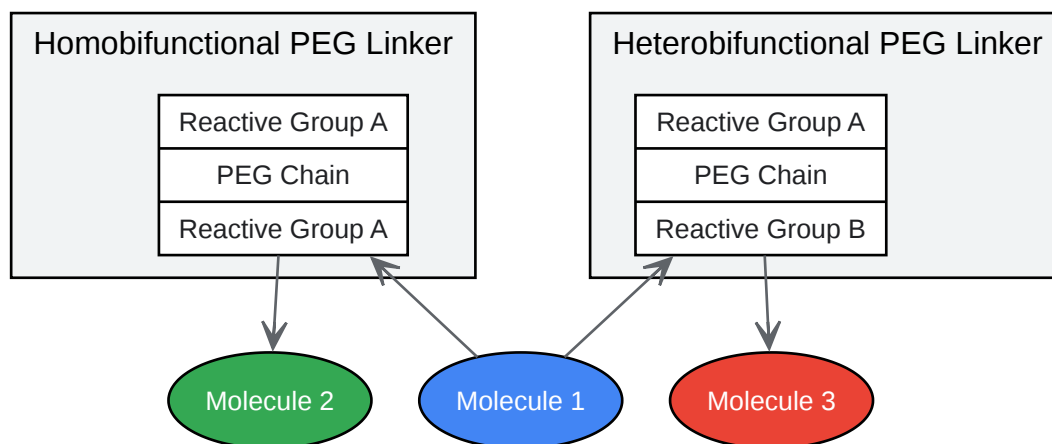 Homobifunctional PEG Linker
Reactive Group A
PEG Chain
Reactive Group A
Heterobifunctional PEG Linker
Reactive Group A
PEG Chain
Reactive Group B
Molecule 2
Molecule 1
Molecule 3